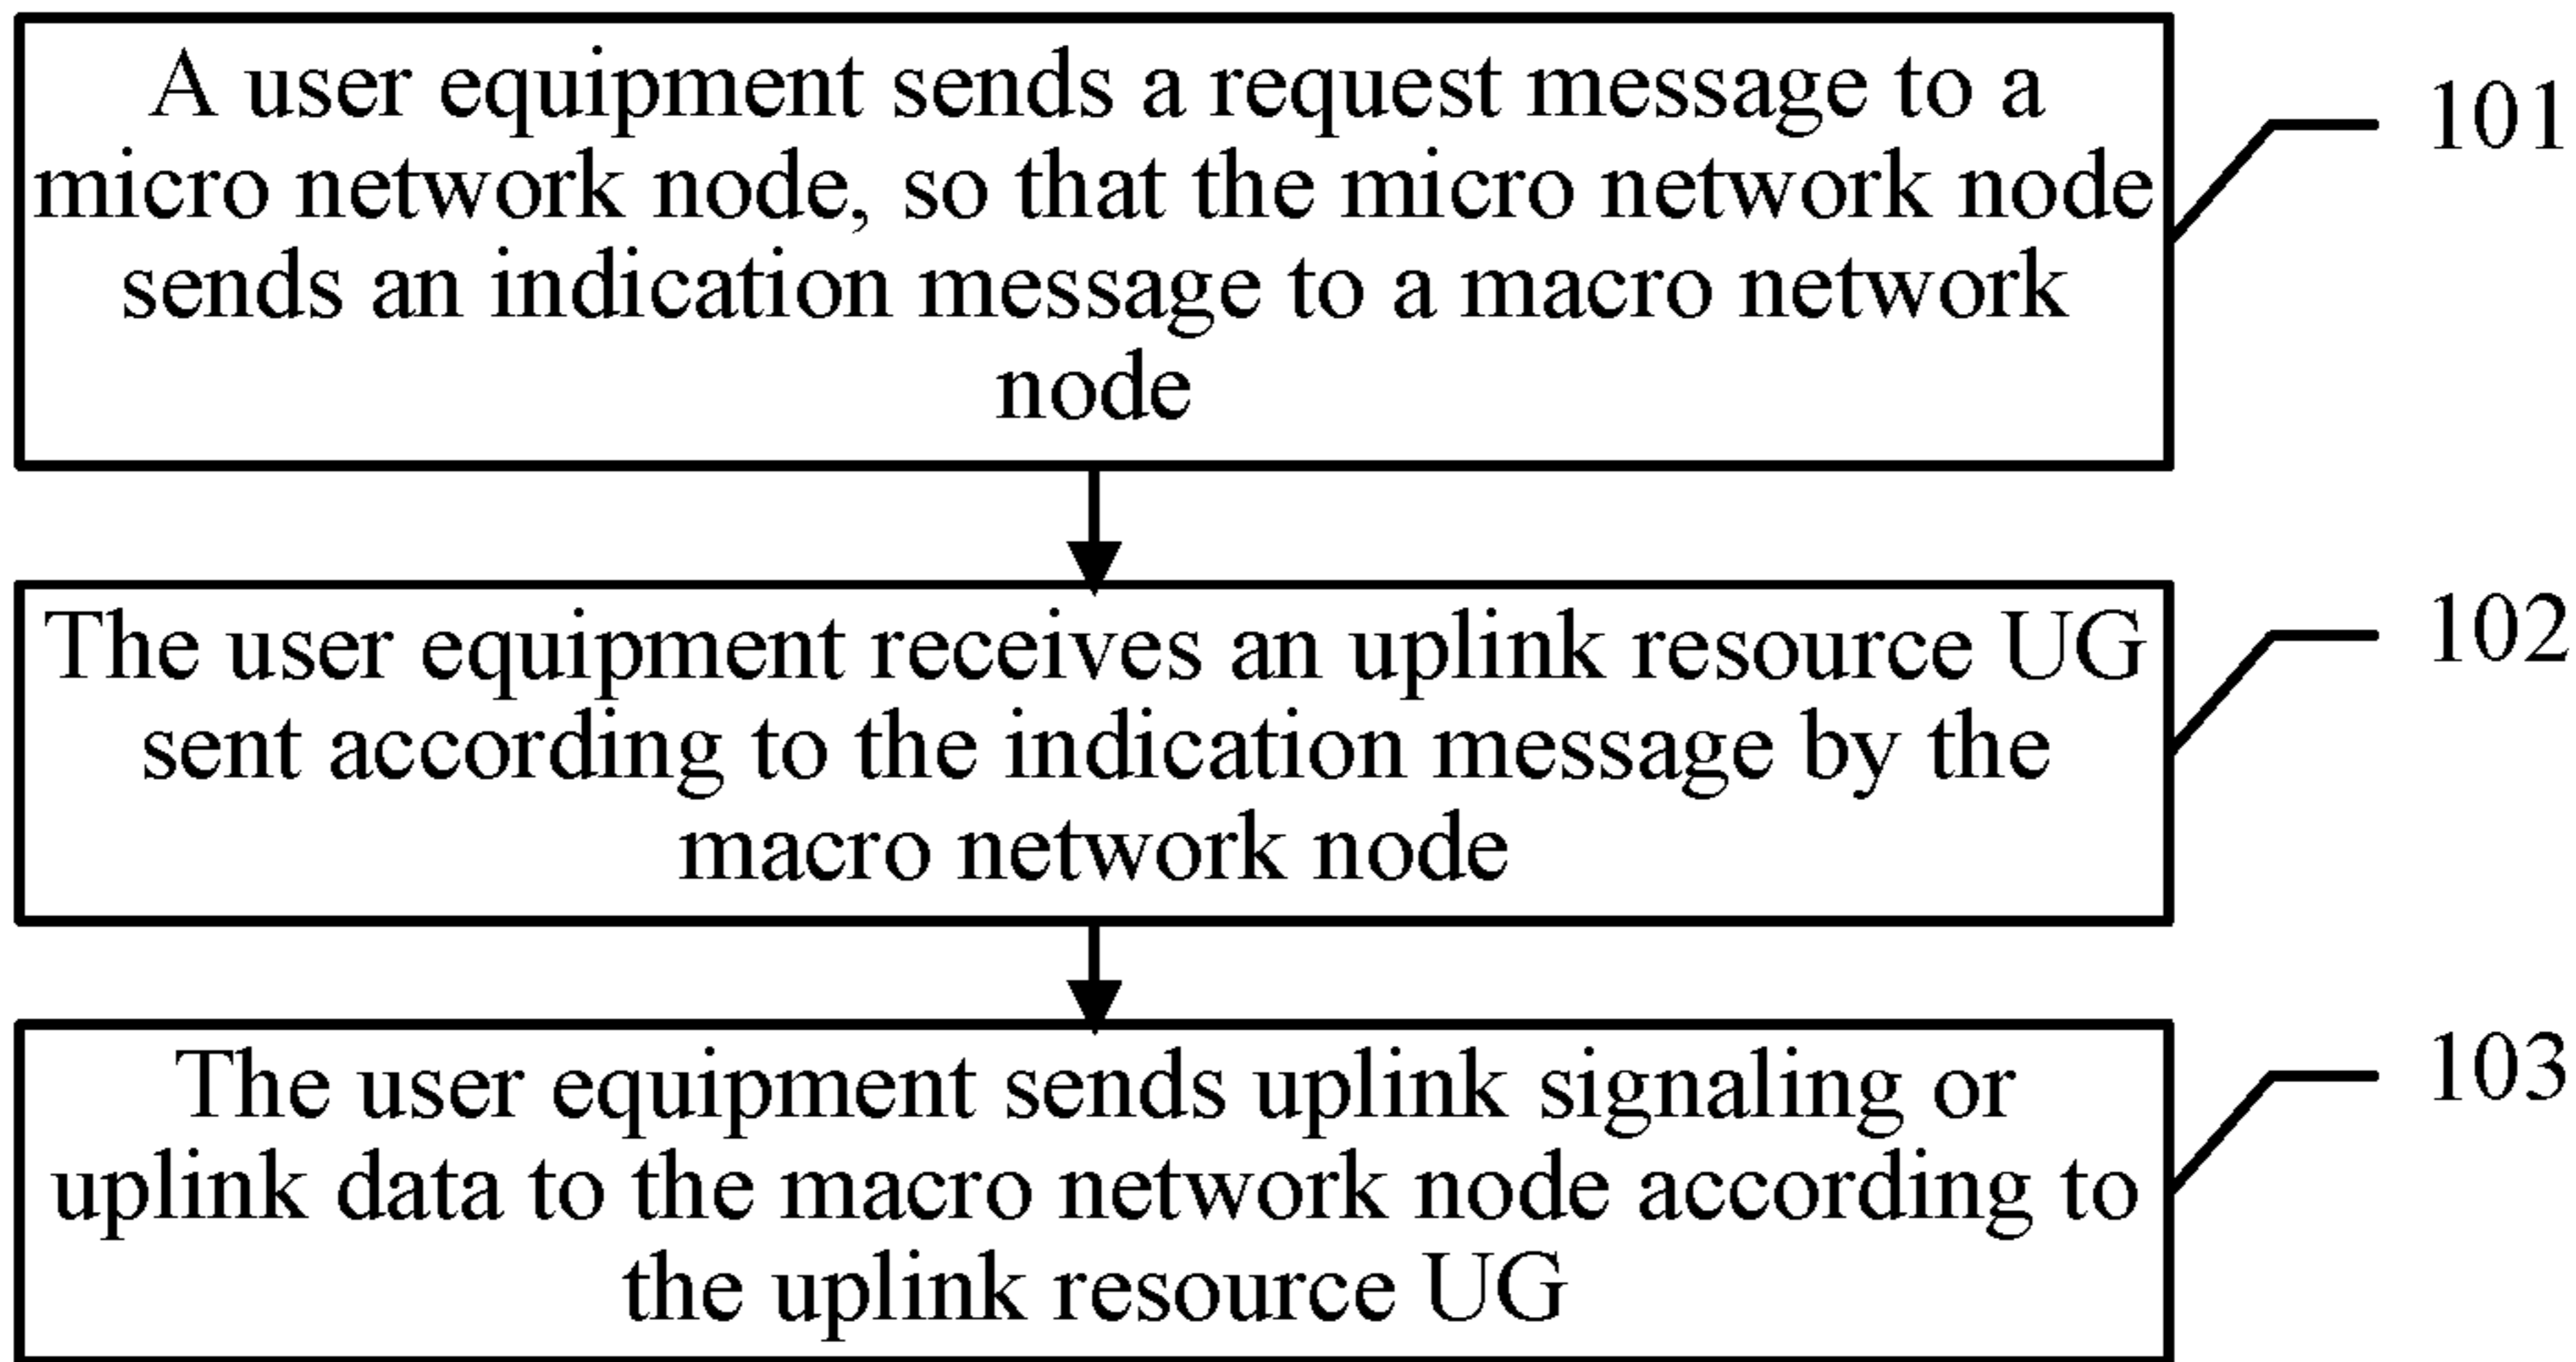 A user equipment sends a request message to a
micro network node, so that the micro network node
sends an indication message to a macro network
node
101
The user equipment receives an uplink resource UG
sent according to the indication message by the
macro network node
102
The user equipment sends uplink signaling or
uplink data to the macro network node according to
the uplink resource UG
103